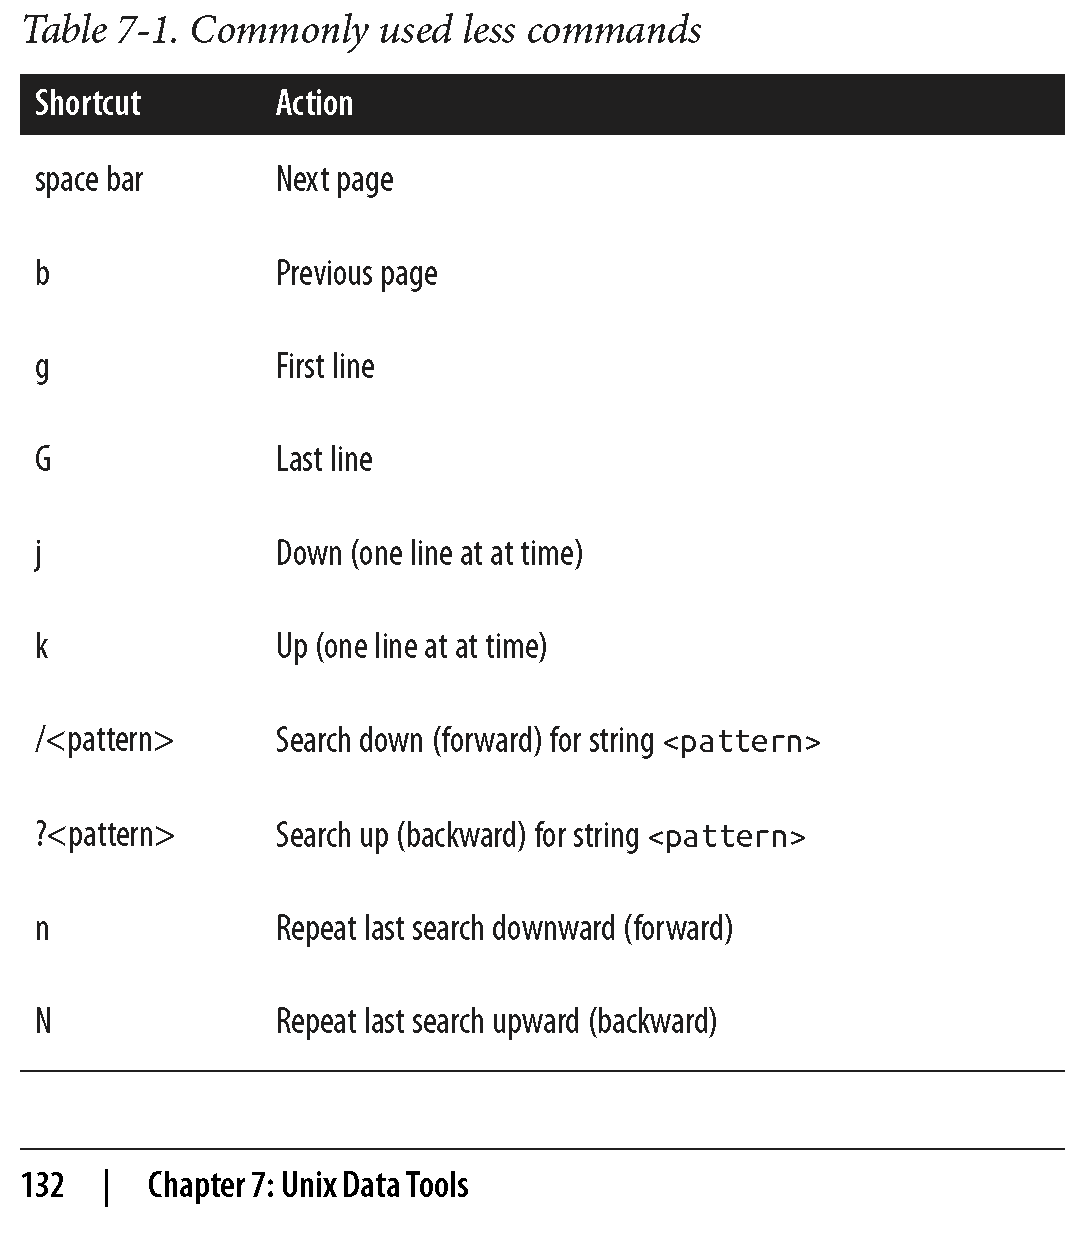 Table 7-1. Commonly used less commands
Shortcut Action
space bar Next page
b Previous page
g First line
G Last line
j Down (one line at at time)
k Up (one line at at time)
/<pattern> Search down (forward) for string <pattern>
?<pattern> Search up (backward) for string <pattern>
n Repeat last search downward (forward)
N Repeat last search upward (backward)
132 | Chapter 7: Unix Data Tools